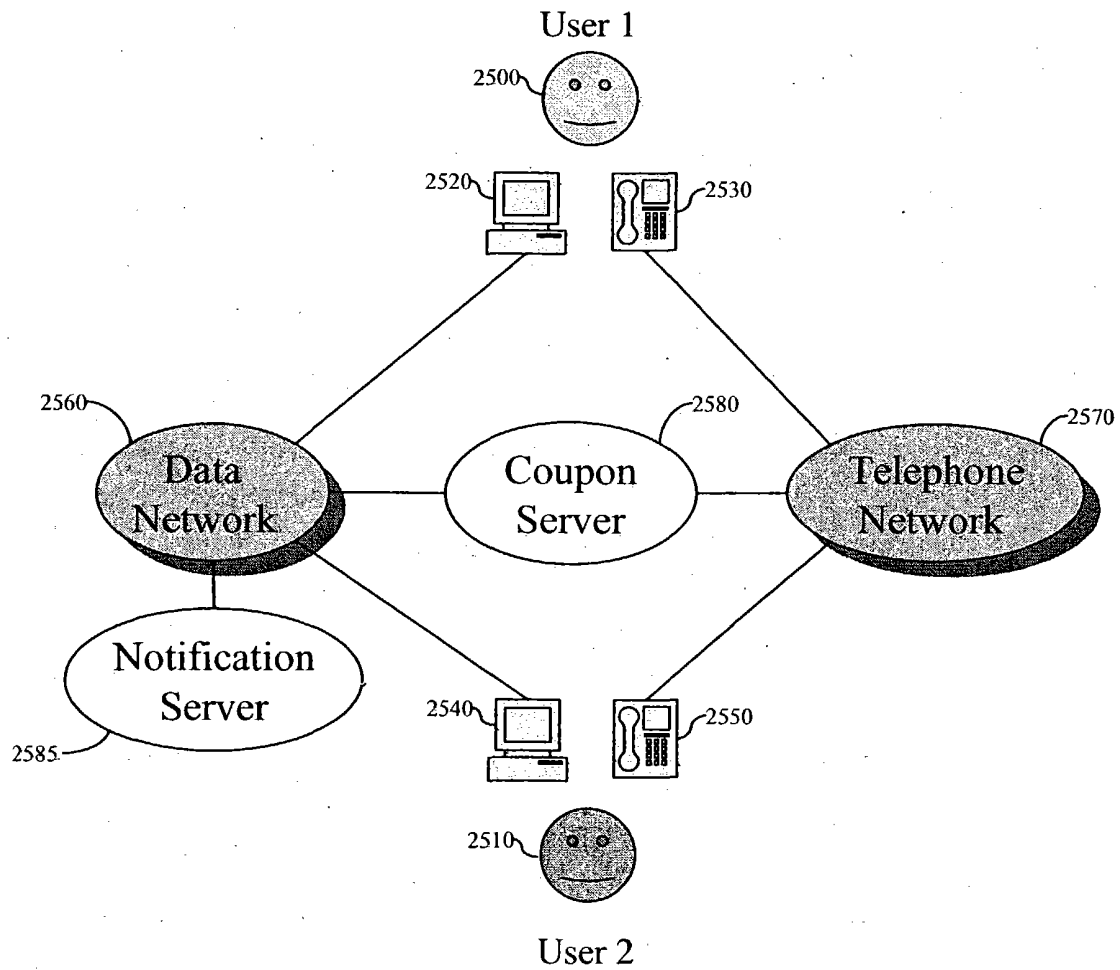 User 1
2500
2520
2530
2560
2580
2570
Data
Network
Coupon
Server
Telephone
Network
Notification
Server
2585
2540
2550
2510
User 2